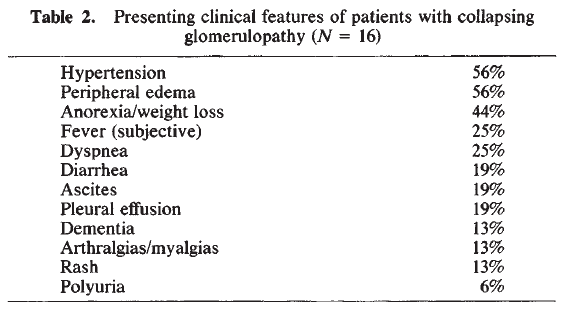 Table 2. Presenting clinical features of patients with collapsing
glomerulopathy (N = 16)
Hypertension 56%
Peripheral edema 56%
Anorexia/weight loss 44%
Fever (subjective) 25%
Dyspnea 25%
Diarrhea 19%
Ascites 19%
Pleural effusion 19%
Dementia 13%
Arthralgias/myalgias 13%
Rash 13%
Polyuria 6%